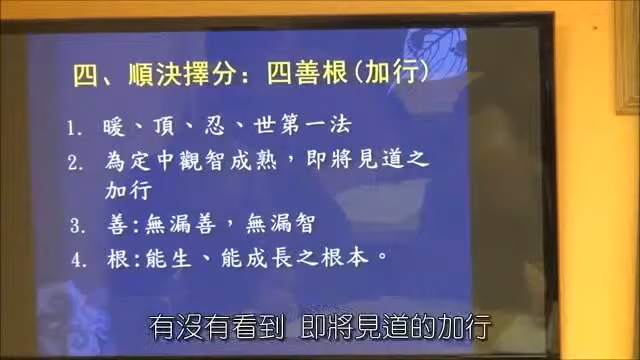 四、順決擇分：四善根(加行)
1. 暖、頂、忍、世第一法
2. 為定中觀智成熟，即將見道之
加行
3. 善:無漏善，無漏智
4. 根:能生、能成長之根本。
有沒有看到 即將見道的加行